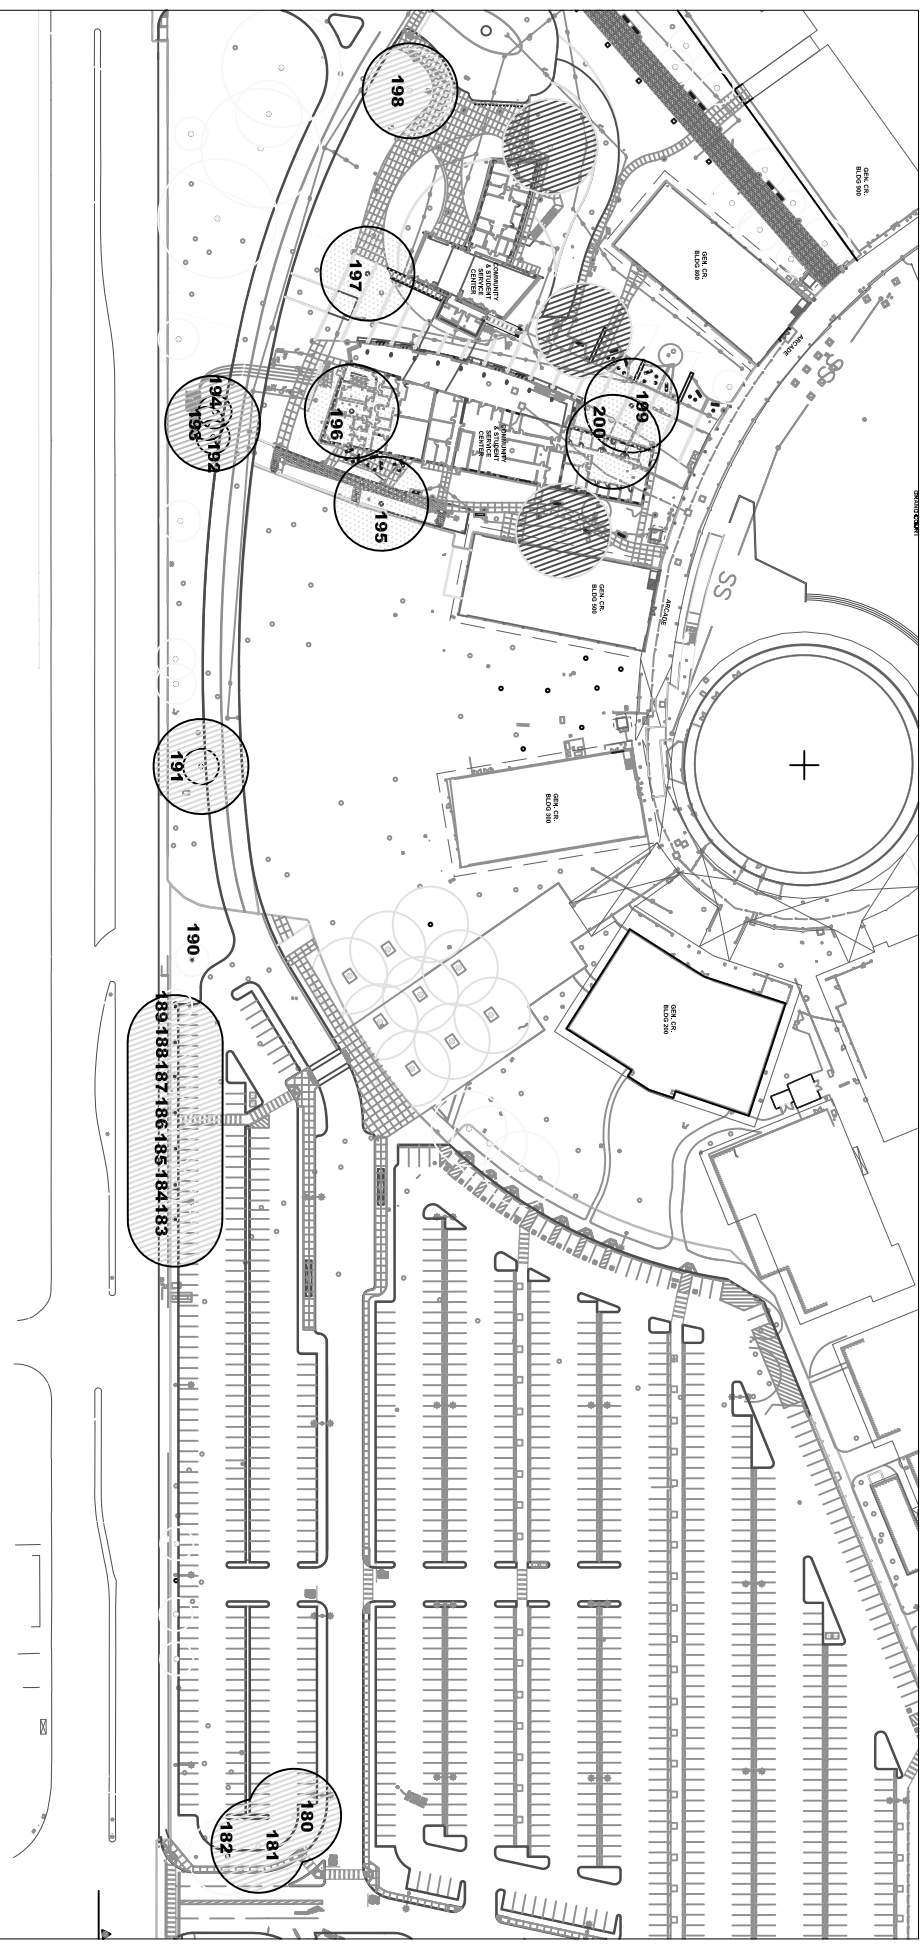 198
GEN. CR.
BLDG 900
GEN. CR.
BLDG 800
197
COMMUNITY
& STUDENT
SERVICE
CENTER
ARCADE
SS
194
193
192
196
199
200
COMMUNITY
& STUDENT
SERVICE
CENTER
195
GEN. CR.
BLDG 500
ARCADE
SS
191
GEN. CR.
BLDG 300
190
GEN. CR.
BLDG 200
189
188
187
186
185
184
183
180
181
182